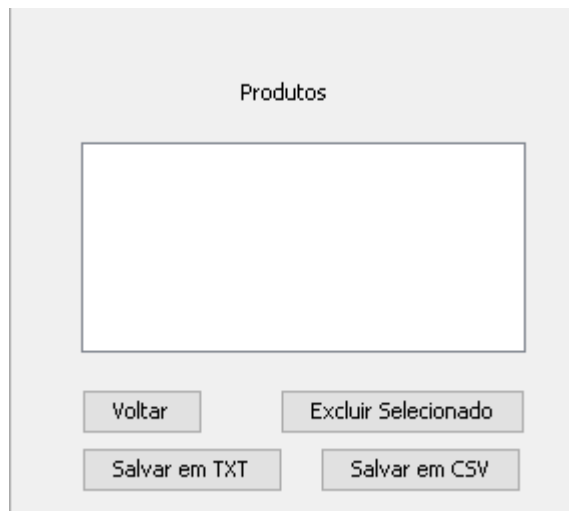 Produtos
Voltar Excluir Selecionado
Salvar em TXT Salvar em CSV